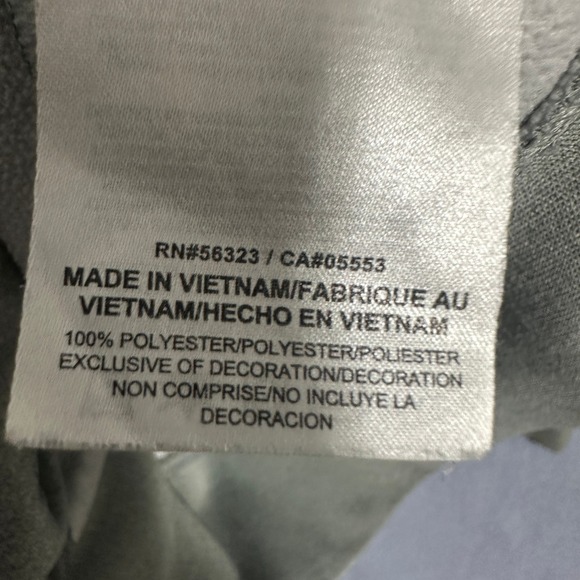 RN#56323 / CA#05553
MADE IN VIETNAM/FABRIQUE AU
VIETNAM/HECHO EN VIETNAM
100% POLYESTER/POLYESTER/POLIESTER
EXCLUSIVE OF DECORATION/DECORATION
NON COMPRISE/NO INCLUYE LA
DECORACION